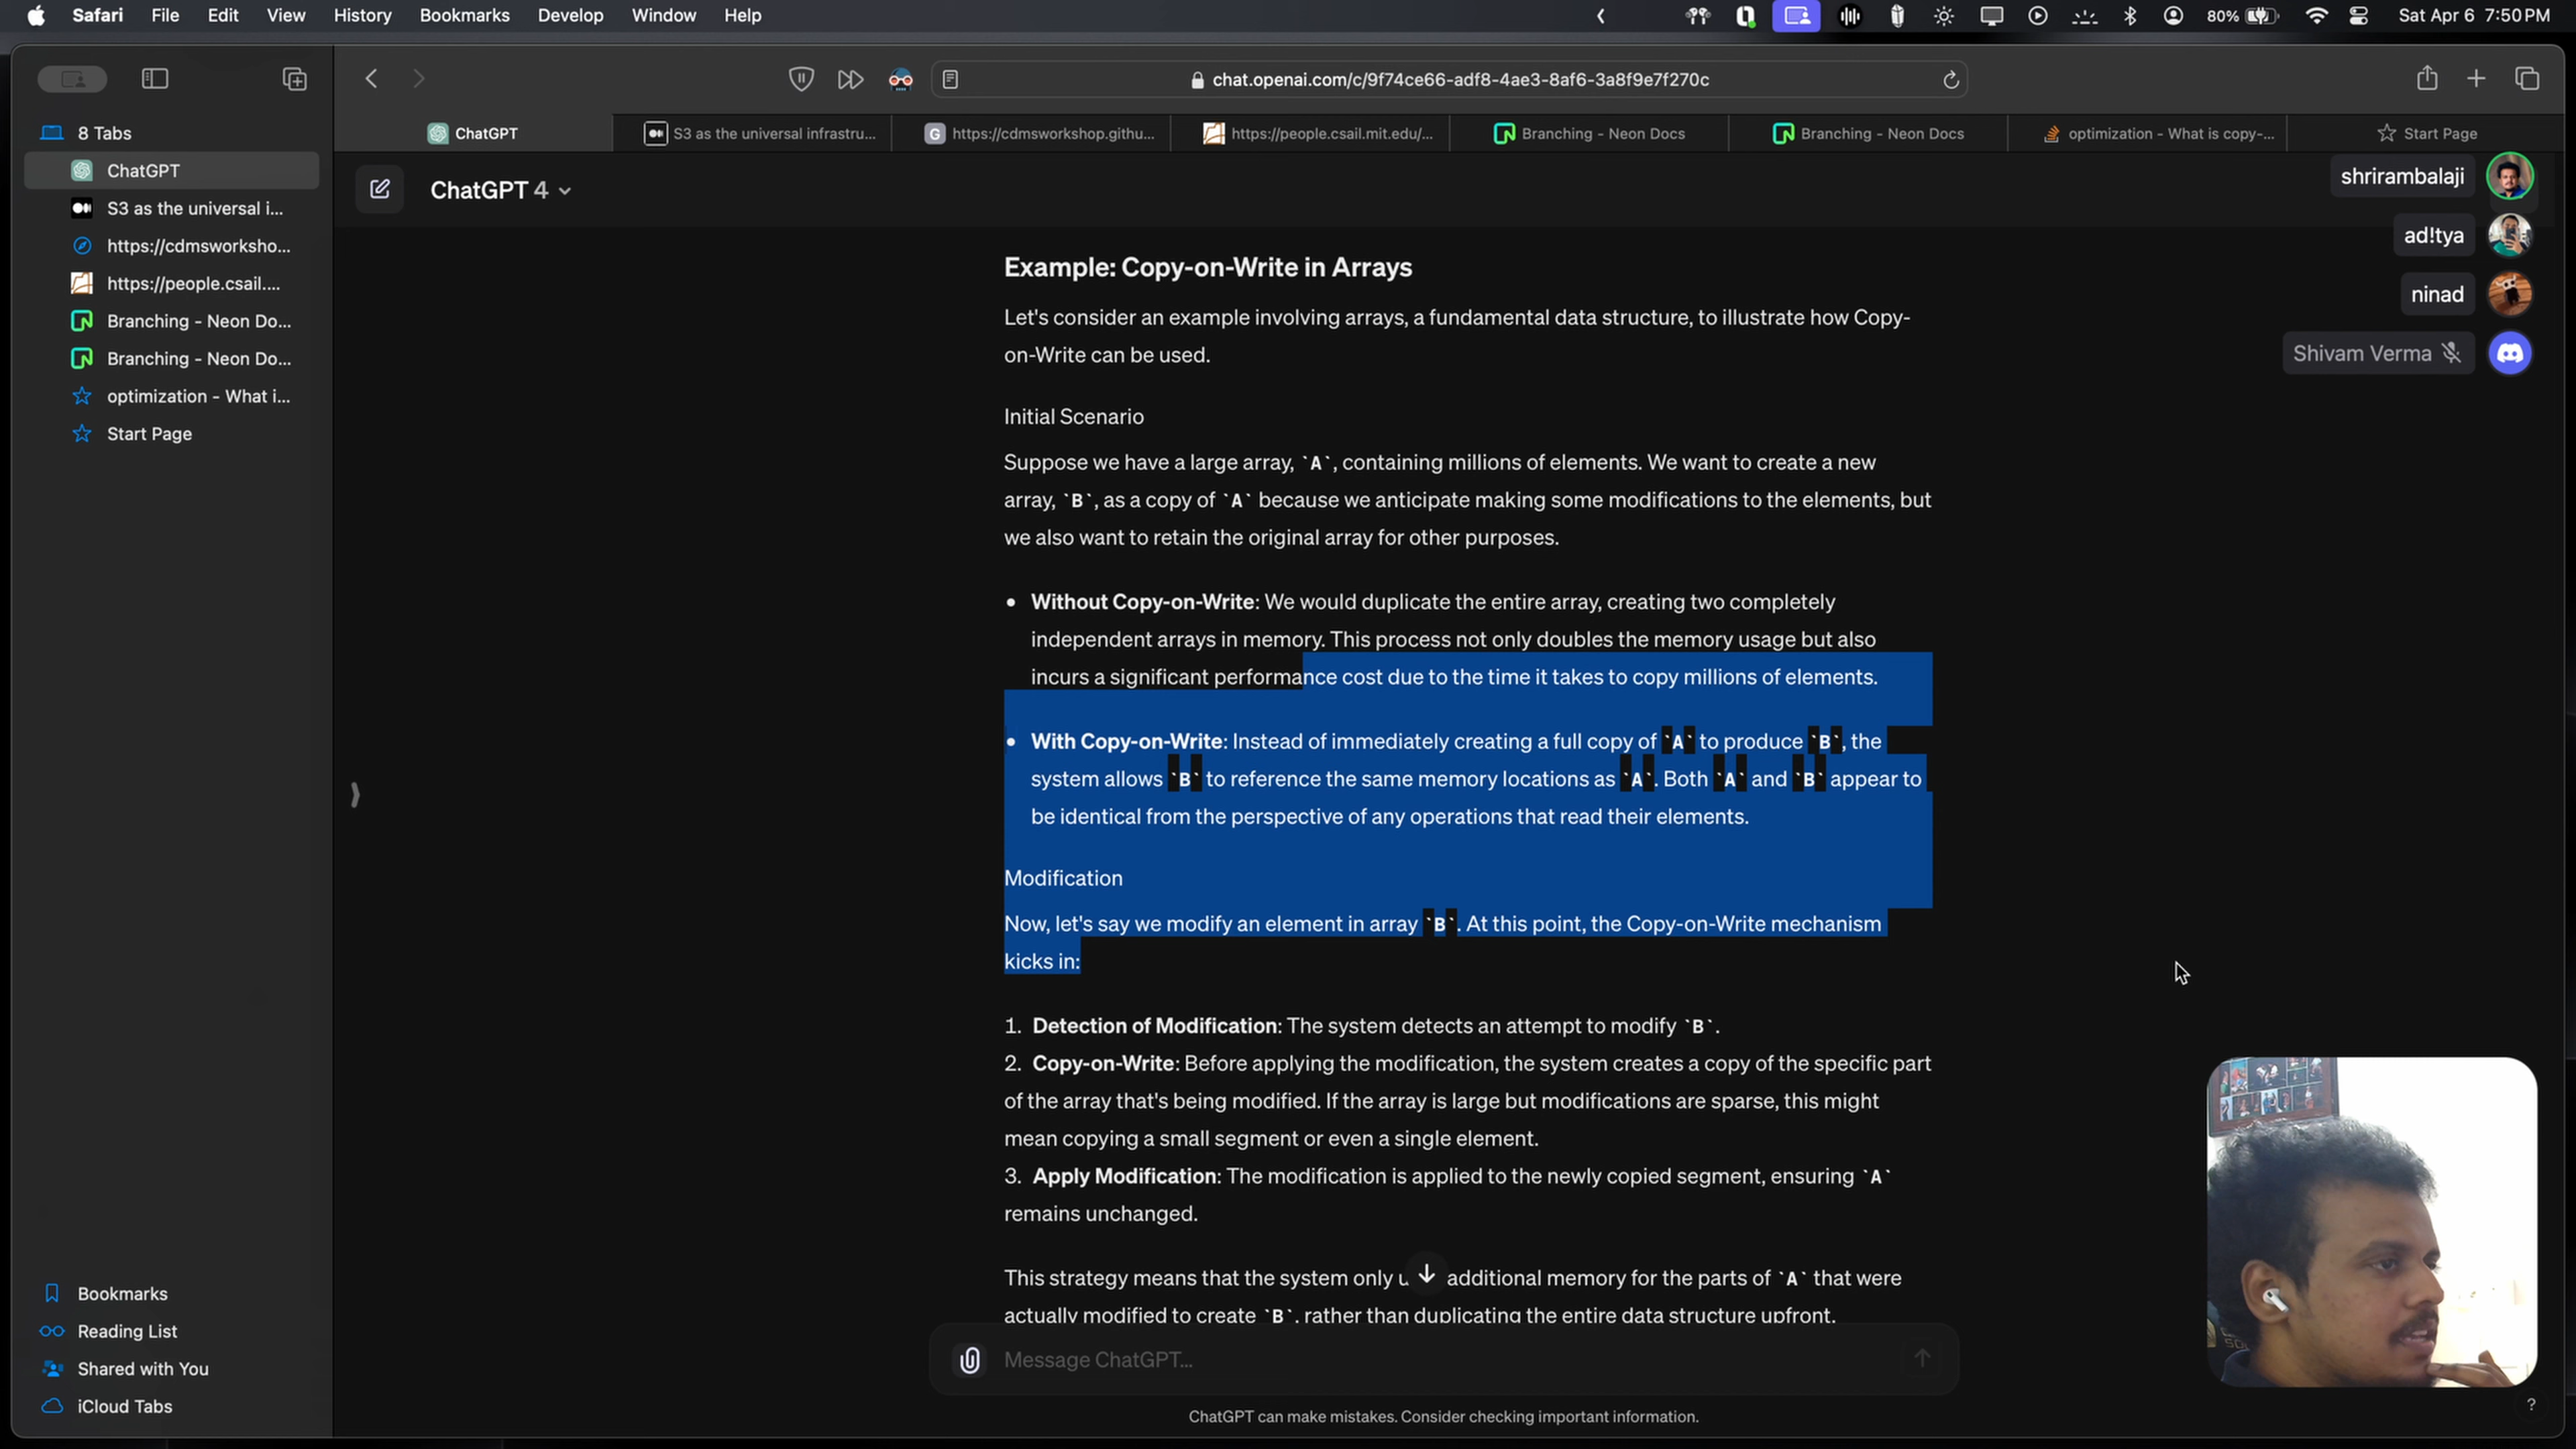 Safari File Edit View History Bookmarks Develop Window Help 80% Sat Apr 6 7:50 PM
chat.openai.com/c/9f74ce66-adf8-4ae3-8af6-3a8f9e7f270c
8 Tabs
ChatGPT
S3 as the universal i...
https://cdmsworksho...
https://people.csail....
Branching - Neon Do...
Branching - Neon Do...
optimization - What i...
Start Page
Bookmarks
Reading List
Shared with You
iCloud Tabs
ChatGPT S3 as the universal infrastru... G https://cdmsworkshop.githu... https://people.csail.mit.edu/... Branching - Neon Docs Branching - Neon Docs optimization - What is copy-... Start Page
ChatGPT 4
shrirambalaji
ad!tya
ninad
Shivam Verma
Example: Copy-on-Write in Arrays
Let's consider an example involving arrays, a fundamental data structure, to illustrate how Copy-
on-Write can be used.
Initial Scenario
Suppose we have a large array, `A`, containing millions of elements. We want to create a new
array, `B`, as a copy of `A` because we anticipate making some modifications to the elements, but
we also want to retain the original array for other purposes.
• Without Copy-on-Write: We would duplicate the entire array, creating two completely
independent arrays in memory. This process not only doubles the memory usage but also
incurs a significant performance cost due to the time it takes to copy millions of elements.
• With Copy-on-Write: Instead of immediately creating a full copy of `A` to produce `B`, the
system allows `B` to reference the same memory locations as `A`. Both `A` and `B` appear to
be identical from the perspective of any operations that read their elements.
Modification
Now, let's say we modify an element in array `B`. At this point, the Copy-on-Write mechanism
kicks in:
1. Detection of Modification: The system detects an attempt to modify `B`.
2. Copy-on-Write: Before applying the modification, the system creates a copy of the specific part
of the array that's being modified. If the array is large but modifications are sparse, this might
mean copying a small segment or even a single element.
3. Apply Modification: The modification is applied to the newly copied segment, ensuring `A`
remains unchanged.
This strategy means that the system only additional memory for the parts of `A` that were
actually modified to create `B`, rather than duplicating the entire data structure upfront.
Message ChatGPT...
ChatGPT can make mistakes. Consider checking important information.
?